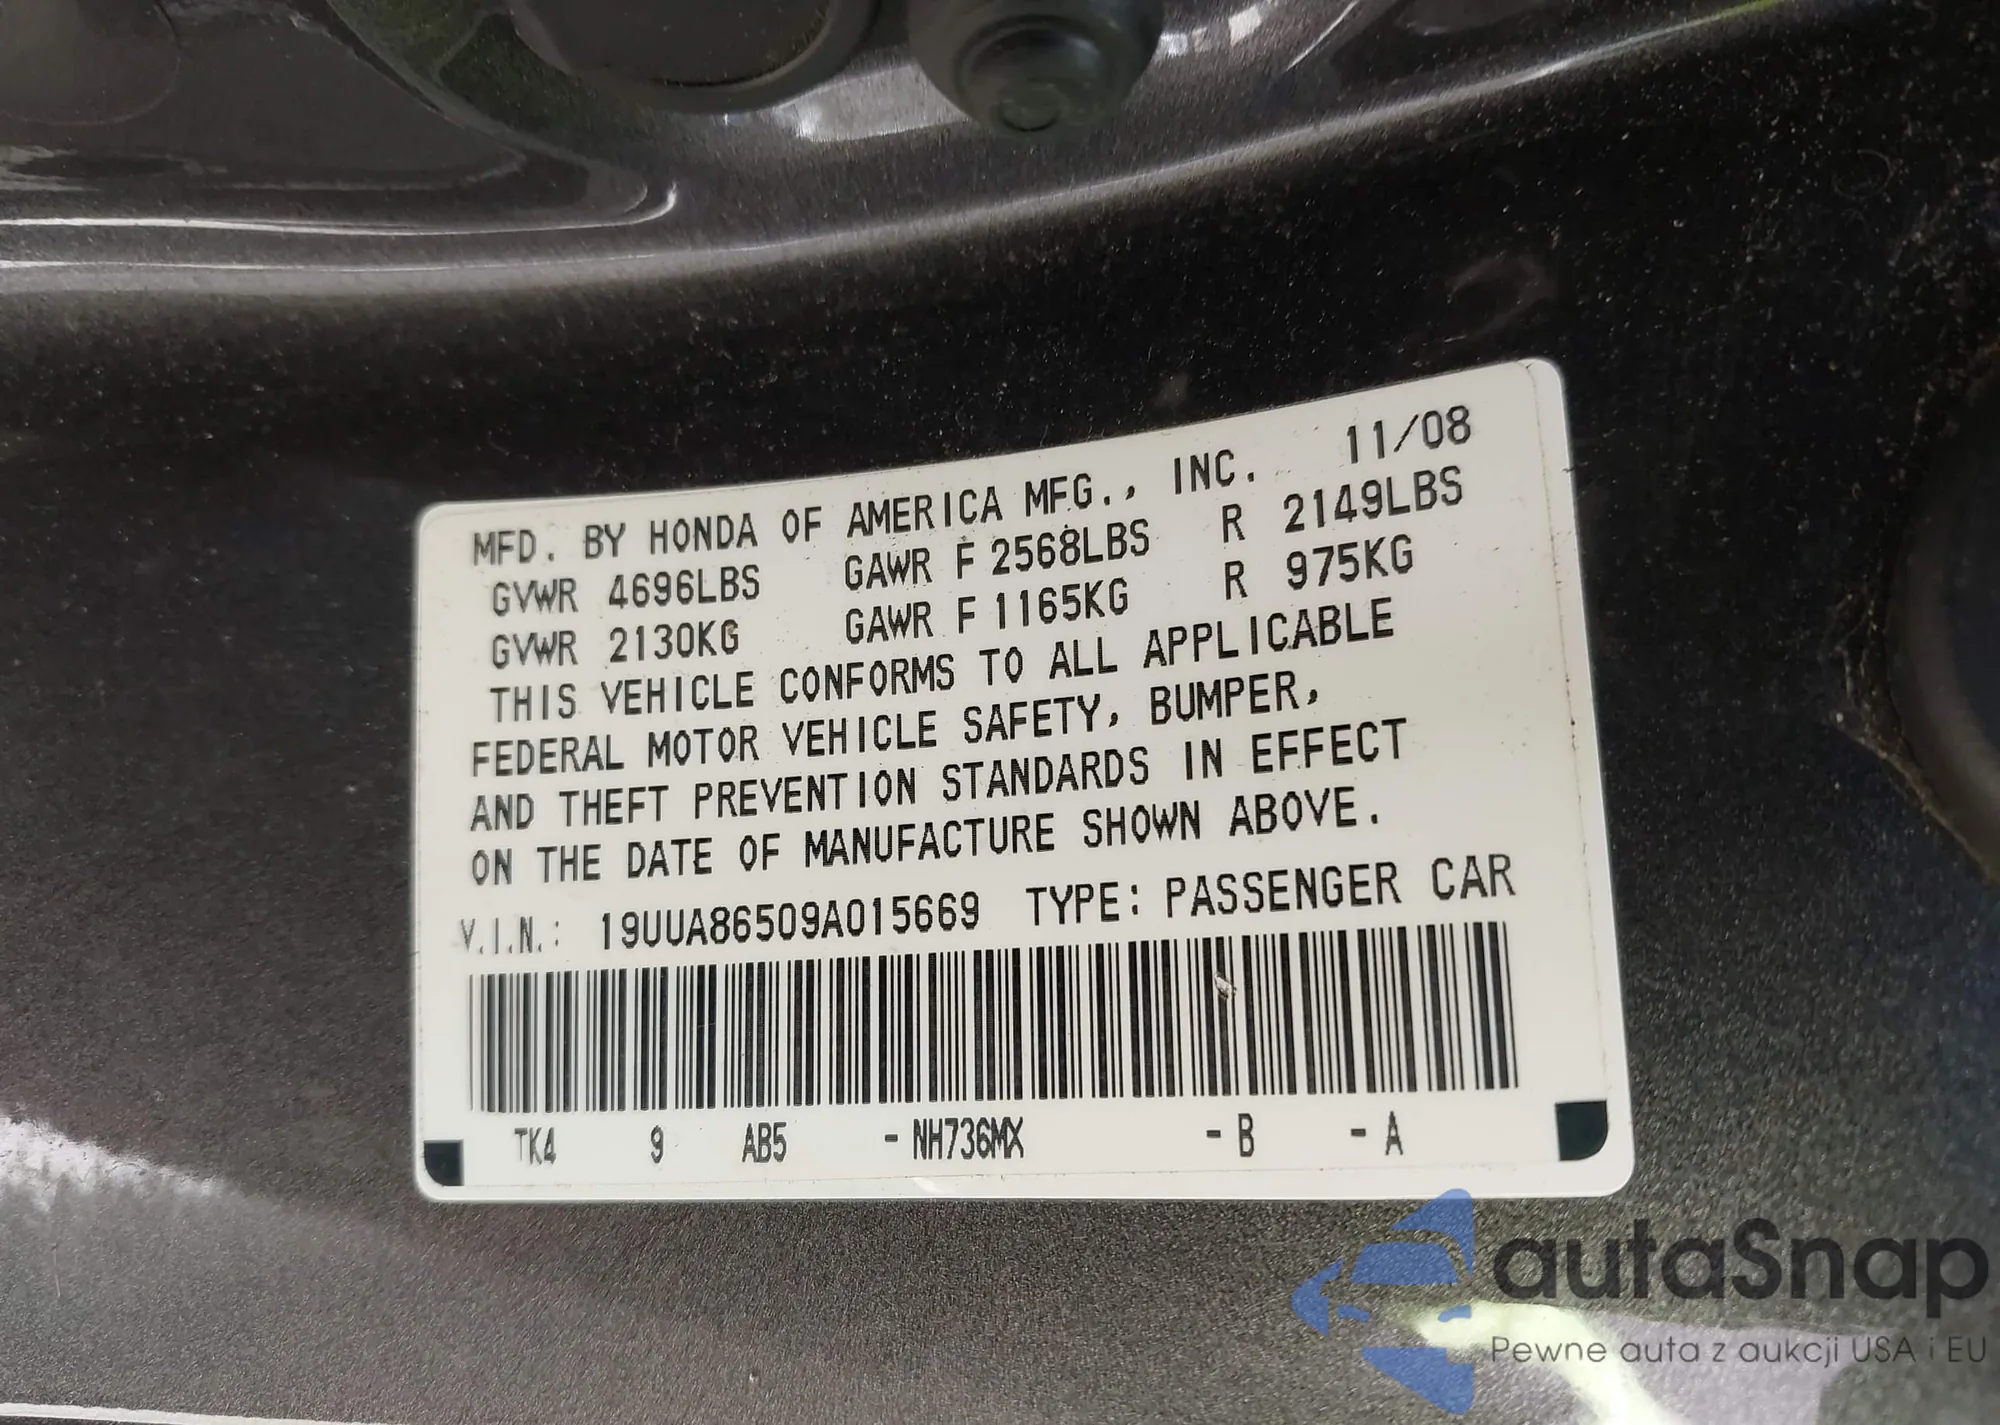 MFD. BY HONDA OF AMERICA MFG., INC. 11/08
GVWR 4696LBS GAWR F 2568LBS R 2149LBS
GVWR 2130KG GAWR F 1165KG R 975KG
THIS VEHICLE CONFORMS TO ALL APPLICABLE
FEDERAL MOTOR VEHICLE SAFETY, BUMPER,
AND THEFT PREVENTION STANDARDS IN EFFECT
ON THE DATE OF MANUFACTURE SHOWN ABOVE.
V.I.N.: 19UUA86509A015669 TYPE: PASSENGER CAR
TK4 9 AB5 - NH736MX - B - A
autaSnap
Pewne auta z aukcji USA i EU